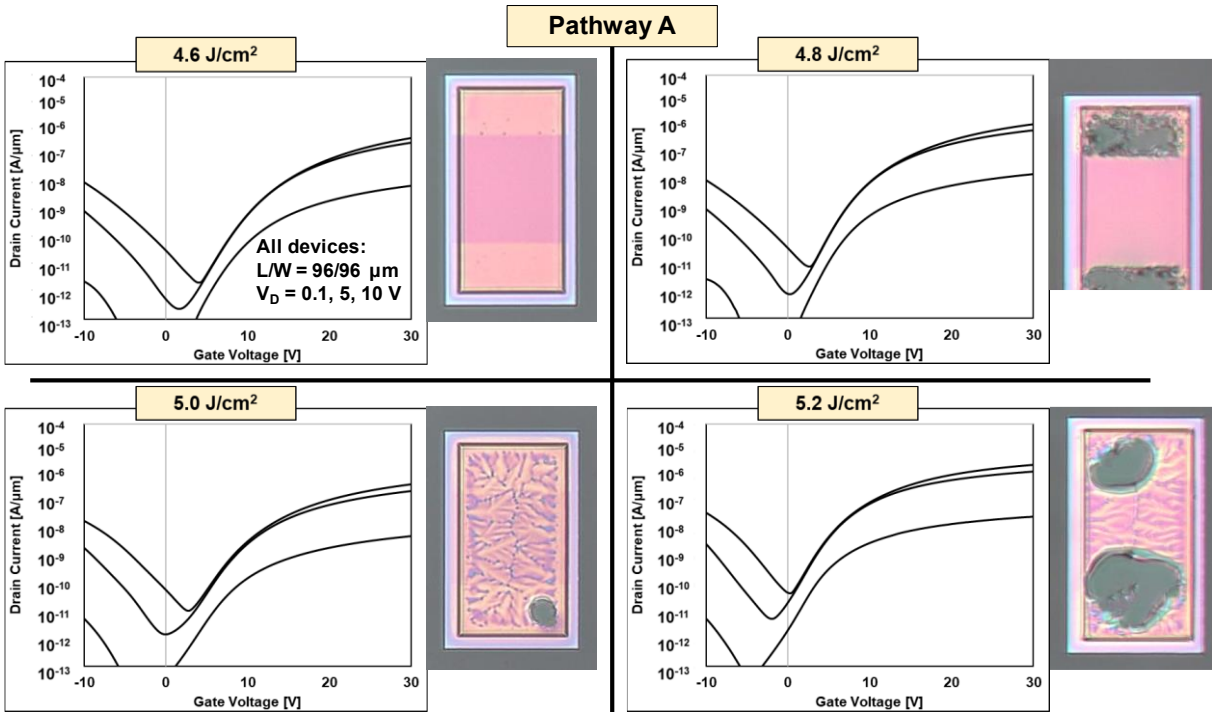 Pathway A
4.6 J/cm²
10⁻⁴
10⁻⁵
10⁻⁶
10⁻⁷
10⁻⁸
10⁻⁹
10⁻¹⁰
10⁻¹¹
10⁻¹²
10⁻¹³
Drain Current [A/µm]
-10 0 10 20 30
Gate Voltage [V]
All devices:
L/W = 96/96 µm
V_D = 0.1, 5, 10 V
4.8 J/cm²
10⁻⁴
10⁻⁵
10⁻⁶
10⁻⁷
10⁻⁸
10⁻⁹
10⁻¹⁰
10⁻¹¹
10⁻¹²
10⁻¹³
Drain Current [A/µm]
-10 0 10 20 30
Gate Voltage [V]
5.0 J/cm²
10⁻⁴
10⁻⁵
10⁻⁶
10⁻⁷
10⁻⁸
10⁻⁹
10⁻¹⁰
10⁻¹¹
10⁻¹²
10⁻¹³
Drain Current [A/µm]
-10 0 10 20 30
Gate Voltage [V]
5.2 J/cm²
10⁻⁴
10⁻⁵
10⁻⁶
10⁻⁷
10⁻⁸
10⁻⁹
10⁻¹⁰
10⁻¹¹
10⁻¹²
10⁻¹³
Drain Current [A/µm]
-10 0 10 20 30
Gate Voltage [V]